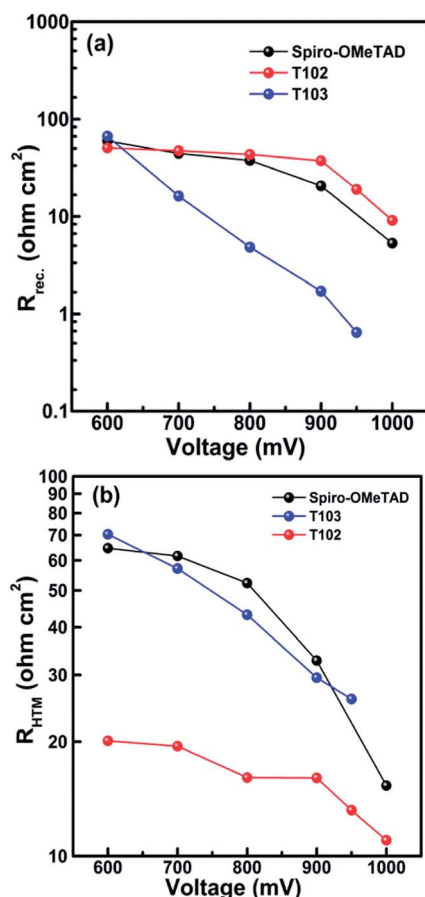 (a)
Spiro-OMeTAD
T102
T103
1000
100
10
1
0.1
R_rec. (ohm cm²)
600 700 800 900 1000
Voltage (mV)
(b)
Spiro-OMeTAD
T103
T102
100
90
80
70
60
50
40
30
20
10
R_HTM (ohm cm²)
600 700 800 900 1000
Voltage (mV)